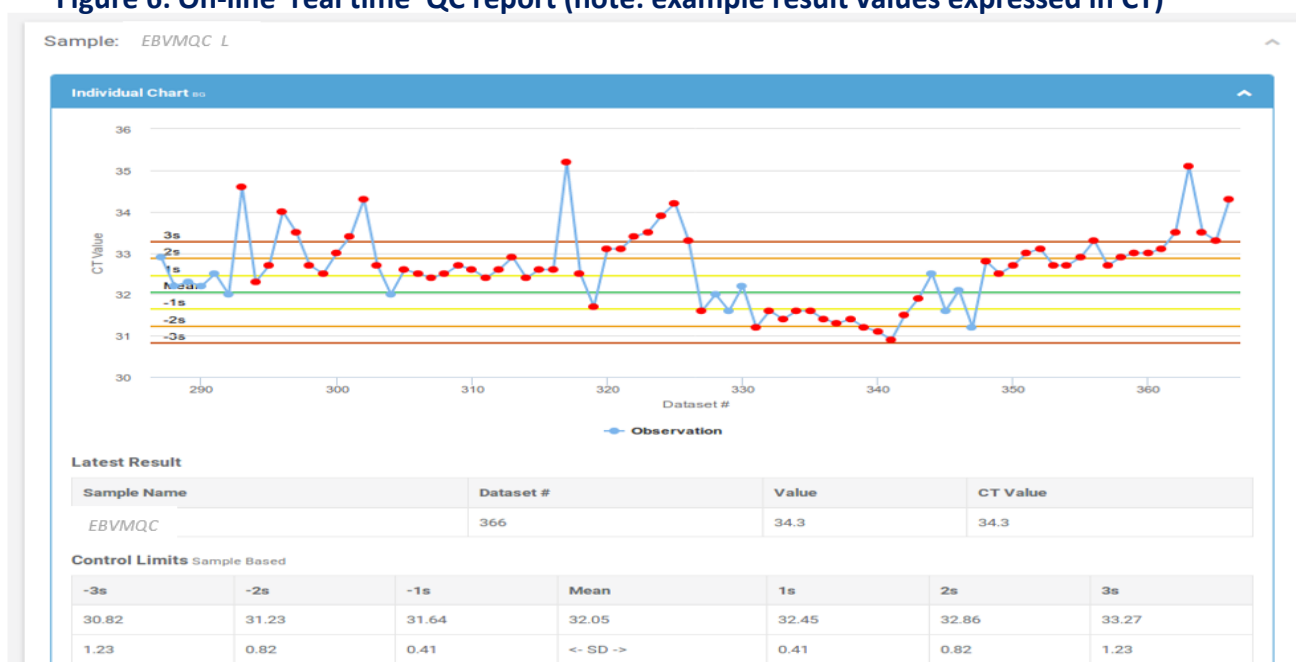 Figure 6: On-line 'real time' QC report (note: example result values expressed in CT)
Sample: EBVMQC L
Individual Chart
36
35
34
33
32
31
30
CT Value
3s
2s
1s
Mean
-1s
-2s
-3s
290 300 310 320 330 340 350 360
Dataset #
Observation
Latest Result
Sample Name Dataset # Value CT Value
EBVMQC 366 34.3 34.3
Control Limits Sample Based
-3s -2s -1s Mean 1s 2s 3s
30.82 31.23 31.64 32.05 32.45 32.86 33.27
1.23 0.82 0.41 <- SD -> 0.41 0.82 1.23